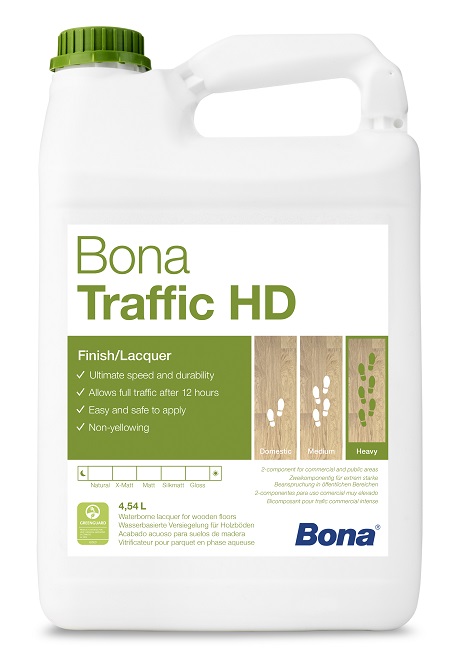 Bona
Traffic HD
Finish/Lacquer
✓ Ultimate speed and durability
✓ Allows full traffic after 12 hours
✓ Easy and safe to apply
✓ Non-yellowing
Domestic Medium Heavy
Natural X-Matt Matt Silkmatt Gloss
2-component for commercial and public areas
Zweikomponentig für extrem starke
Beanspruchung in öffentlichen Bereichen
2-componentes para uso comercial muy elevado
Bicomposant pour trafic commercial intense
GREENGUARD
4,54 L
Waterborne lacquer for wooden floors
Wasserbasierte Versiegelung für Holzböden
Acabado acuoso para suelos de madera
Vitrificateur pour parquet en phase aqueuse
Bona®